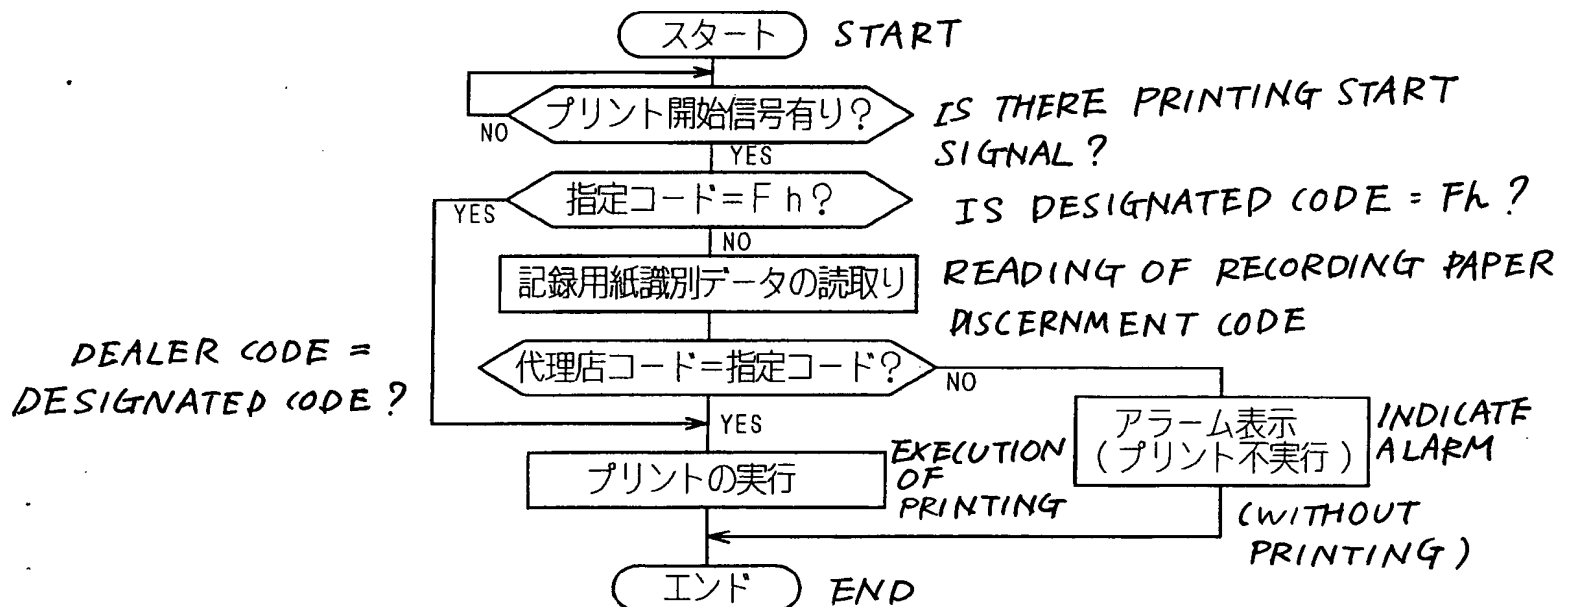 スタート START
プリント開始信号有り? IS THERE PRINTING START
NO SIGNAL?
YES
指定コード=Fh? IS DESIGNATED CODE = Fh?
YES
NO
記録用紙識別データの読取り READING OF RECORDING PAPER
DISCERNMENT CODE
DEALER CODE =
DESIGNATED CODE?
代理店コード=指定コード?
NO
YES
アラーム表示 INDICATE
(プリント不実行) ALARM
プリントの実行 EXECUTION
OF
PRINTING
(WITHOUT
PRINTING)
エンド END